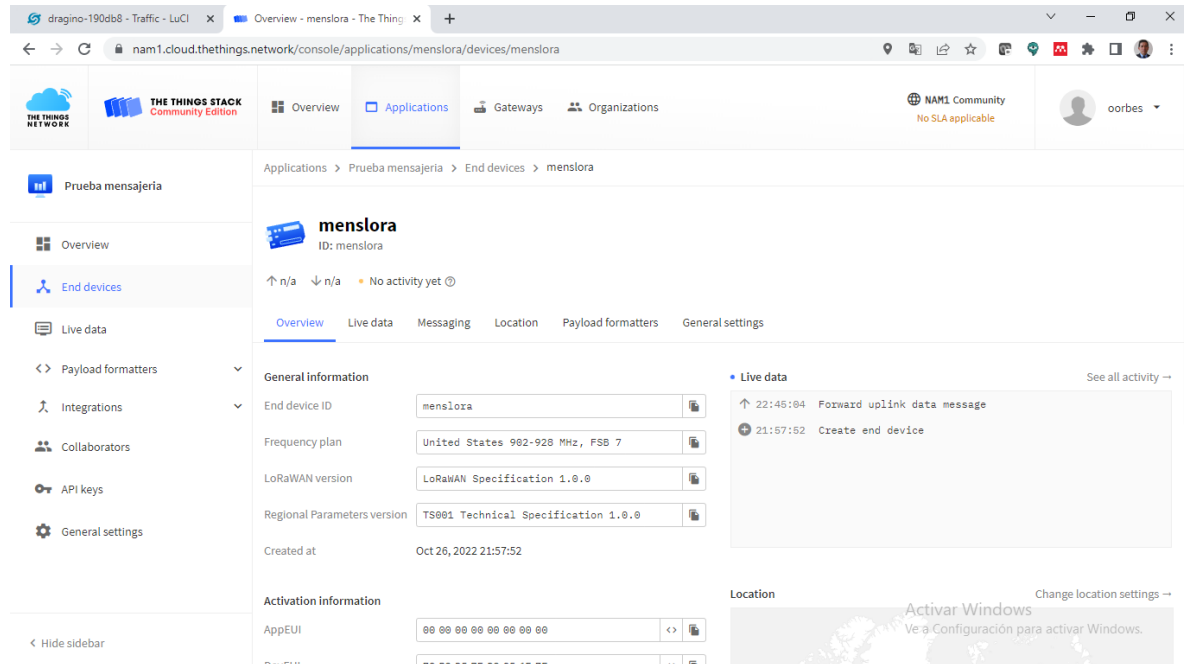 dragino-190db8 - Traffic - LuCI
Overview - menslora - The Thing
nam1.cloud.thethings.network/console/applications/menslora/devices/menslora
THE THINGS NETWORK
THE THINGS STACK
Community Edition
Overview
Applications
Gateways
Organizations
NAM1 Community
No SLA applicable
oorbes
Prueba mensajeria
Overview
End devices
Live data
Payload formatters
Integrations
Collaborators
API keys
General settings
< Hide sidebar
Applications > Prueba mensajeria > End devices > menslora
menslora
ID: menslora
↑ n/a ↓ n/a • No activity yet
Overview Live data Messaging Location Payload formatters General settings
General information
End device ID menslora
Frequency plan United States 902-928 MHz, FSB 7
LoRaWAN version LoRaWAN Specification 1.0.0
Regional Parameters version TS001 Technical Specification 1.0.0
Created at Oct 26, 2022 21:57:52
Activation information
AppEUI 00 00 00 00 00 00 00 00
• Live data See all activity →
↑ 22:45:04 Forward uplink data message
21:57:52 Create end device
Location Change location settings →
Activar Windows
Ve a Configuración para activar Windows.